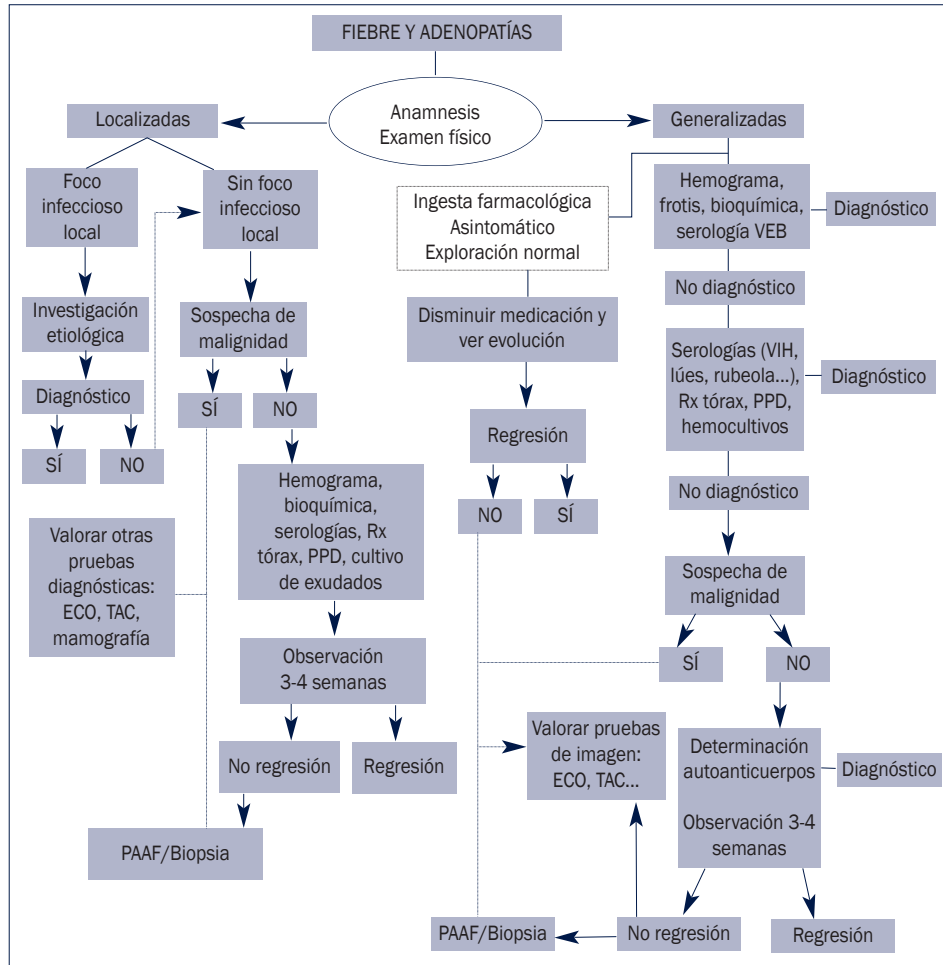 FIEBRE Y ADENOPATÍAS
Anamnesis
Examen físico
Localizadas
Generalizadas
Foco
infeccioso
local
Sin foco
infeccioso
local
Ingesta farmacológica
Asintomático
Exploración normal
Hemograma,
frotis, bioquímica,
serología VEB
Diagnóstico
Investigación
etiológica
Sospecha de
malignidad
Disminuir medicación y
ver evolución
No diagnóstico
Serologías (VIH,
lúes, rubeola...),
Rx tórax, PPD,
hemocultivos
Diagnóstico
Diagnóstico
SÍ
NO
SÍ
NO
Regresión
NO
SÍ
No diagnóstico
Valorar otras
pruebas
diagnósticas:
ECO, TAC,
mamografía
Hemograma,
bioquímica,
serologías, Rx
tórax, PPD, cultivo
de exudados
Sospecha de
malignidad
SÍ
NO
Observación
3-4 semanas
No regresión
Regresión
PAAF/Biopsia
Valorar pruebas
de imagen:
ECO, TAC...
Determinación
autoanticuerpos
Observación 3-4
semanas
Diagnóstico
PAAF/Biopsia
No regresión
Regresión